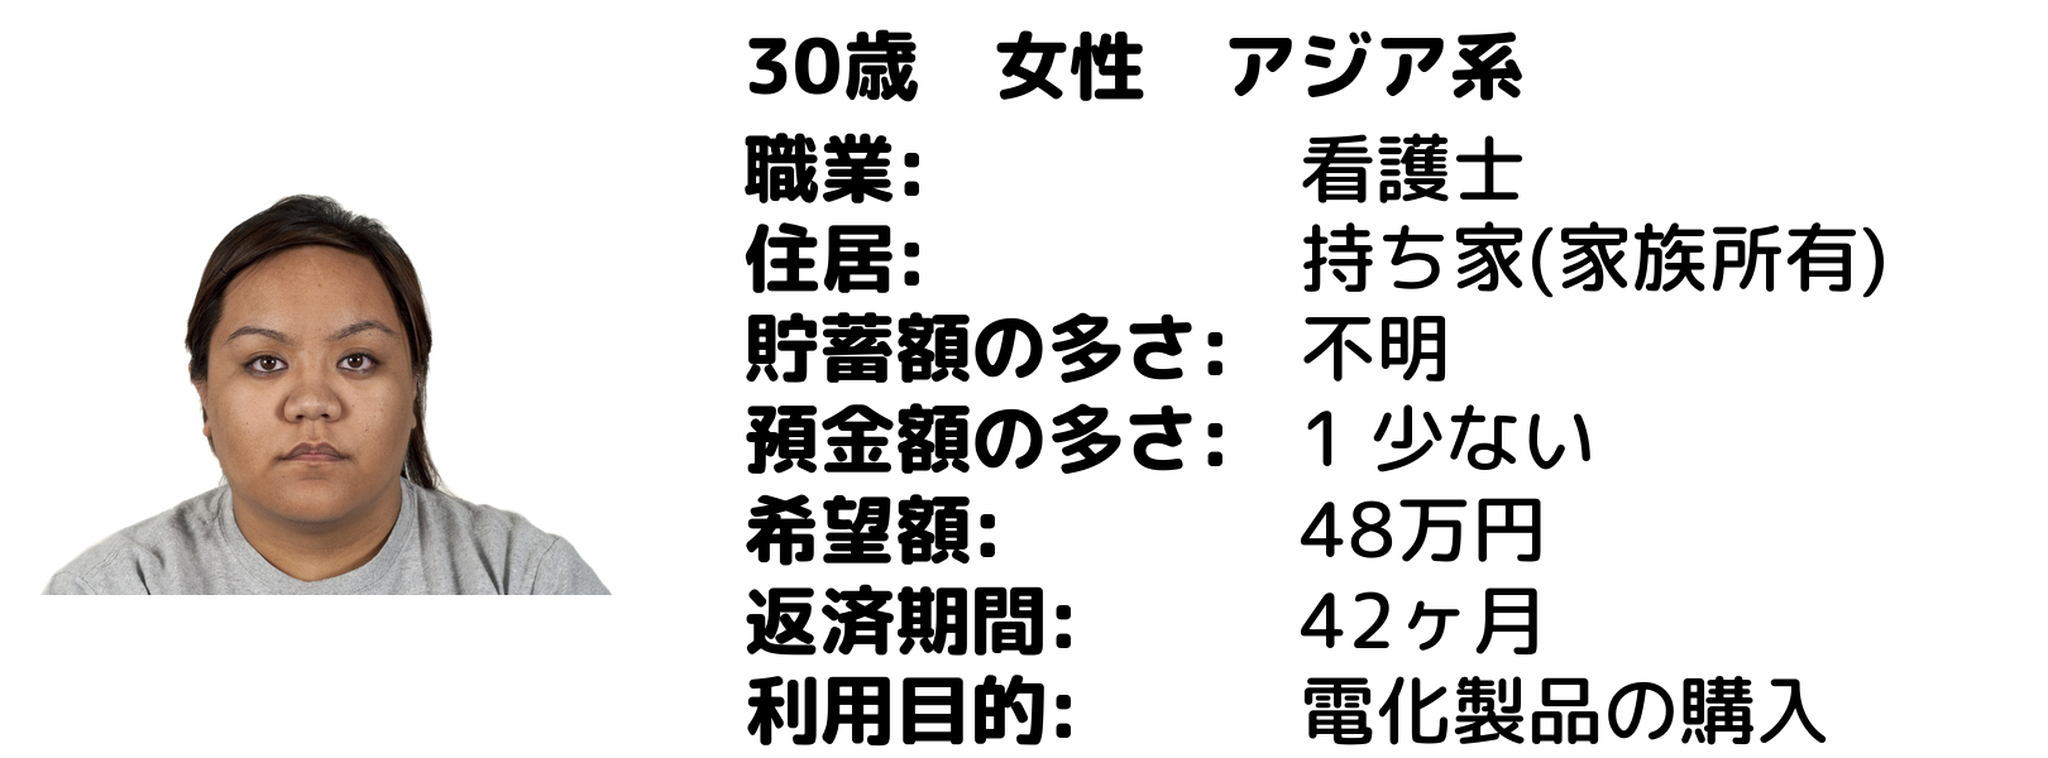 30歳　女性　アジア系
職業:　看護士
住居:　持ち家(家族所有)
貯蓄額の多さ:　不明
預金額の多さ:　1 少ない
希望額:　48万円
返済期間:　42ヶ月
利用目的:　電化製品の購入